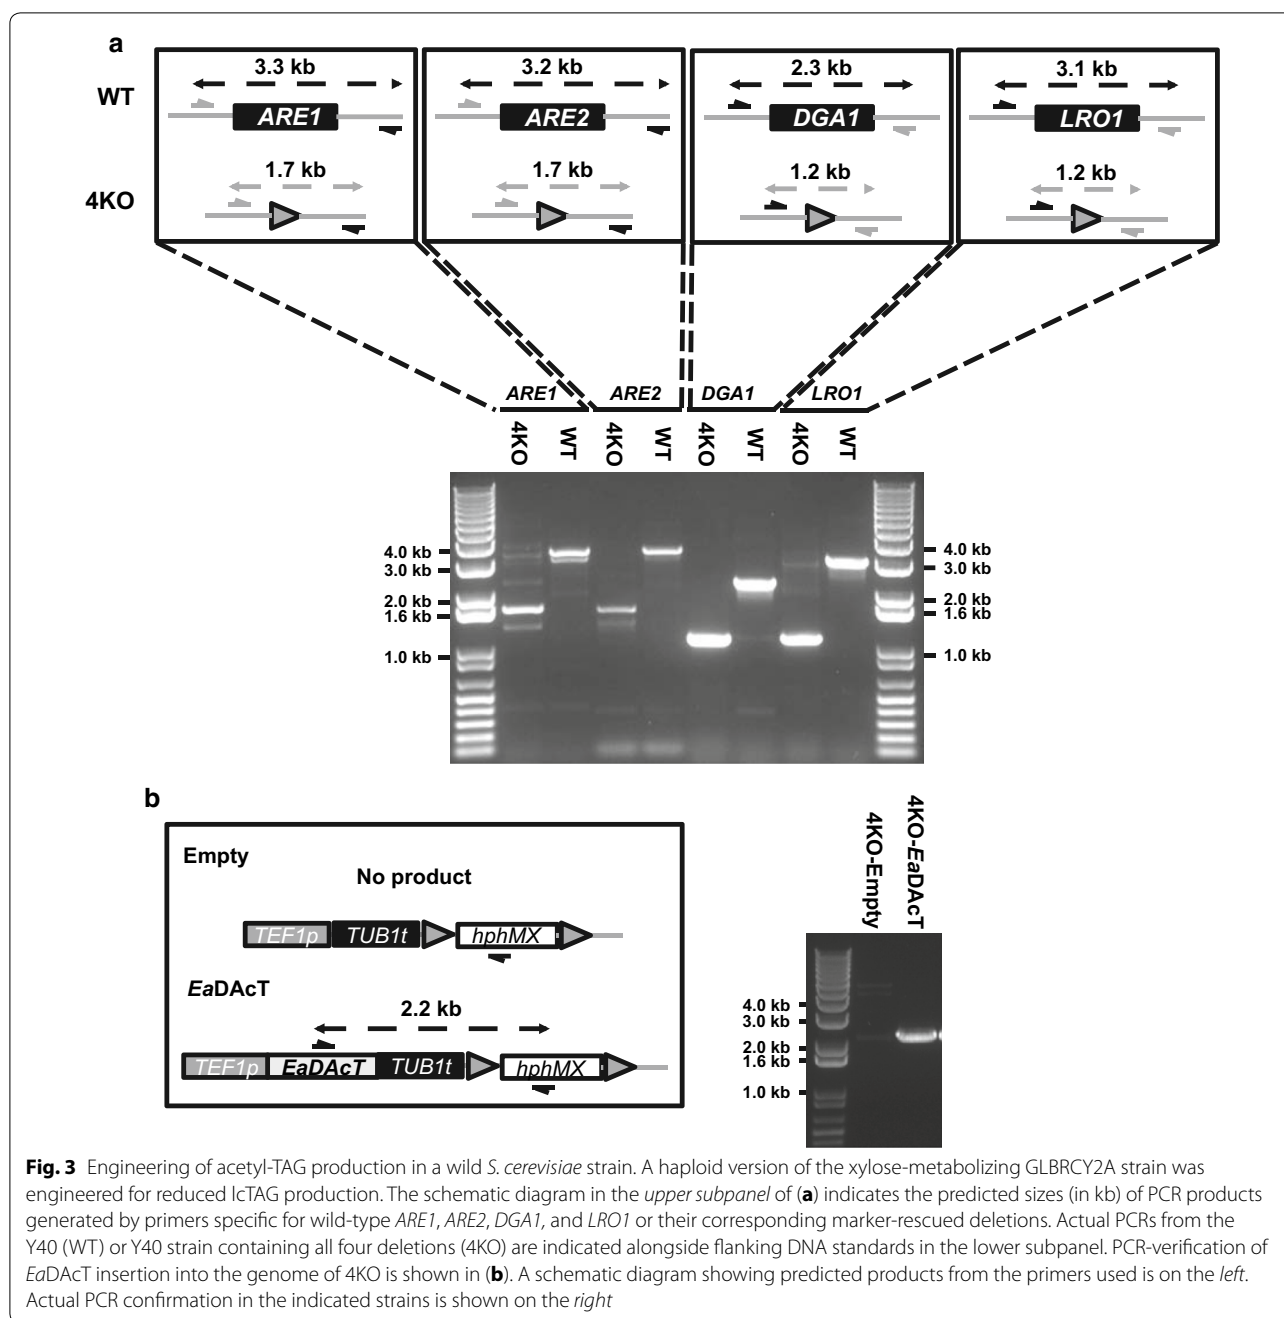 a
3.3 kb
3.2 kb
2.3 kb
3.1 kb
WT
ARE1
ARE2
DGA1
LRO1
1.7 kb
1.7 kb
1.2 kb
1.2 kb
4KO
ARE1
ARE2
DGA1
LRO1
4KO
WT
4KO
WT
4KO
WT
4KO
WT
4.0 kb
3.0 kb
2.0 kb
1.6 kb
1.0 kb
4.0 kb
3.0 kb
2.0 kb
1.6 kb
1.0 kb
b
Empty
No product
TEF1p
TUB1t
hphMX
EaDAcT
2.2 kb
TEF1p
EaDAcT
TUB1t
hphMX
4KO-Empty
4KO-EaDAcT
4.0 kb
3.0 kb
2.0 kb
1.6 kb
1.0 kb
Fig. 3 Engineering of acetyl-TAG production in a wild S. cerevisiae strain. A haploid version of the xylose-metabolizing GLBRCY2A strain was
engineered for reduced lcTAG production. The schematic diagram in the upper subpanel of (a) indicates the predicted sizes (in kb) of PCR products
generated by primers specific for wild-type ARE1, ARE2, DGA1, and LRO1 or their corresponding marker-rescued deletions. Actual PCRs from the
Y40 (WT) or Y40 strain containing all four deletions (4KO) are indicated alongside flanking DNA standards in the lower subpanel. PCR-verification of
EaDAcT insertion into the genome of 4KO is shown in (b). A schematic diagram showing predicted products from the primers used is on the left.
Actual PCR confirmation in the indicated strains is shown on the right